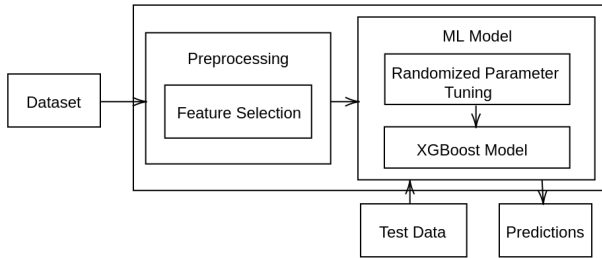 Dataset
Preprocessing
Feature Selection
ML Model
Randomized Parameter
Tuning
XGBoost Model
Test Data
Predictions